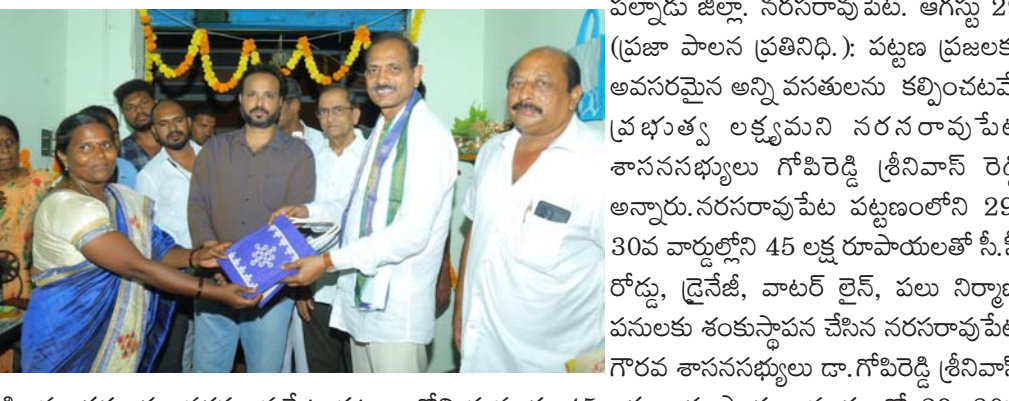 పల్నాడు జిల్లా. నరసరావుపేట. ఆగస్టు
(ప్రజా పాలన ప్రతినిధి.): పట్టణ ప్రజలకు
అవసరమైన అన్ని వసతులను కల్పించటమే
ప్రభుత్వ లక్ష్యమని నరసరావుపేట
శాసనసభ్యులు గోపిరెడ్డి శ్రీనివాస్ రెడ్డి
అన్నారు.నరసరావుపేట పట్టణంలోని 29,
30వ వార్డుల్లోని 45 లక్ష రూపాయలతో సీ.సీ
రోడ్డు, డ్రైనేజీ, వాటర్ లైన్, పలు నిర్మాణ
పనులకు శంకుస్థాపన చేసిన నరసరావుపేట
గౌరవ శాసనసభ్యులు డా.గోపిరెడ్డి శ్రీనివాస్